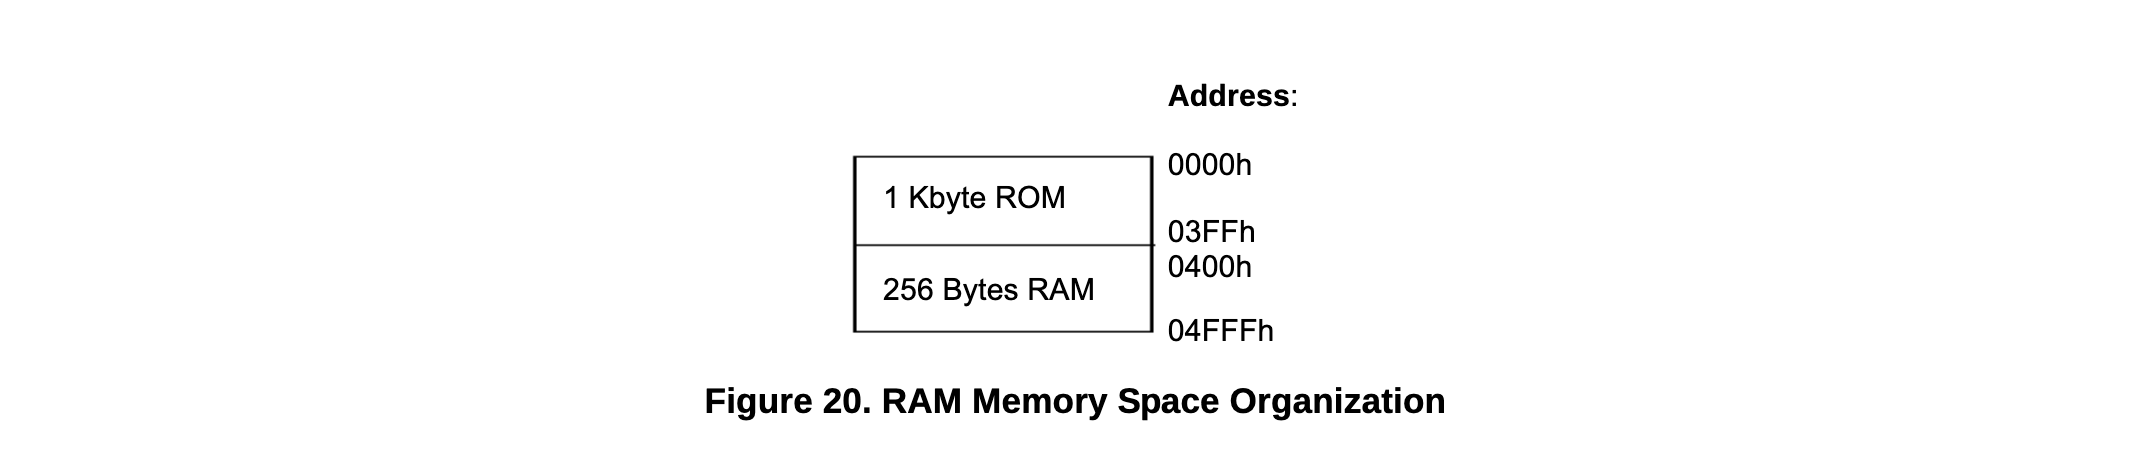 Address:
0000h
1 Kbyte ROM
03FFh
0400h
256 Bytes RAM
04FFFh
Figure 20. RAM Memory Space Organization